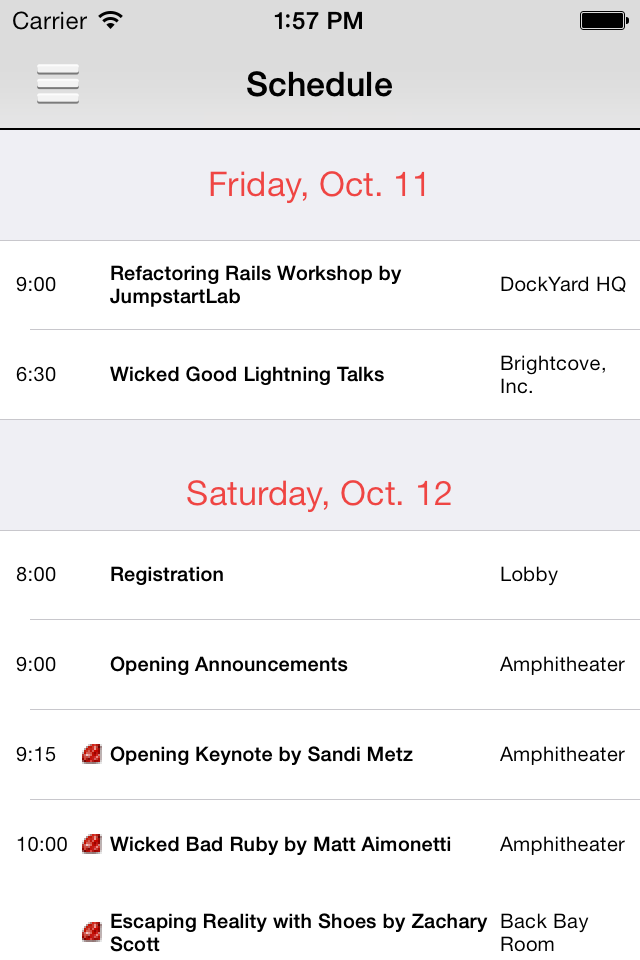 Carrier 1:57 PM
Schedule
Friday, Oct. 11
9:00 Refactoring Rails Workshop by
JumpstartLab DockYard HQ
6:30 Wicked Good Lightning Talks Brightcove,
Inc.
Saturday, Oct. 12
8:00 Registration Lobby
9:00 Opening Announcements Amphitheater
9:15 Opening Keynote by Sandi Metz Amphitheater
10:00 Wicked Bad Ruby by Matt Aimonetti Amphitheater
Escaping Reality with Shoes by Zachary Back Bay
Scott Room